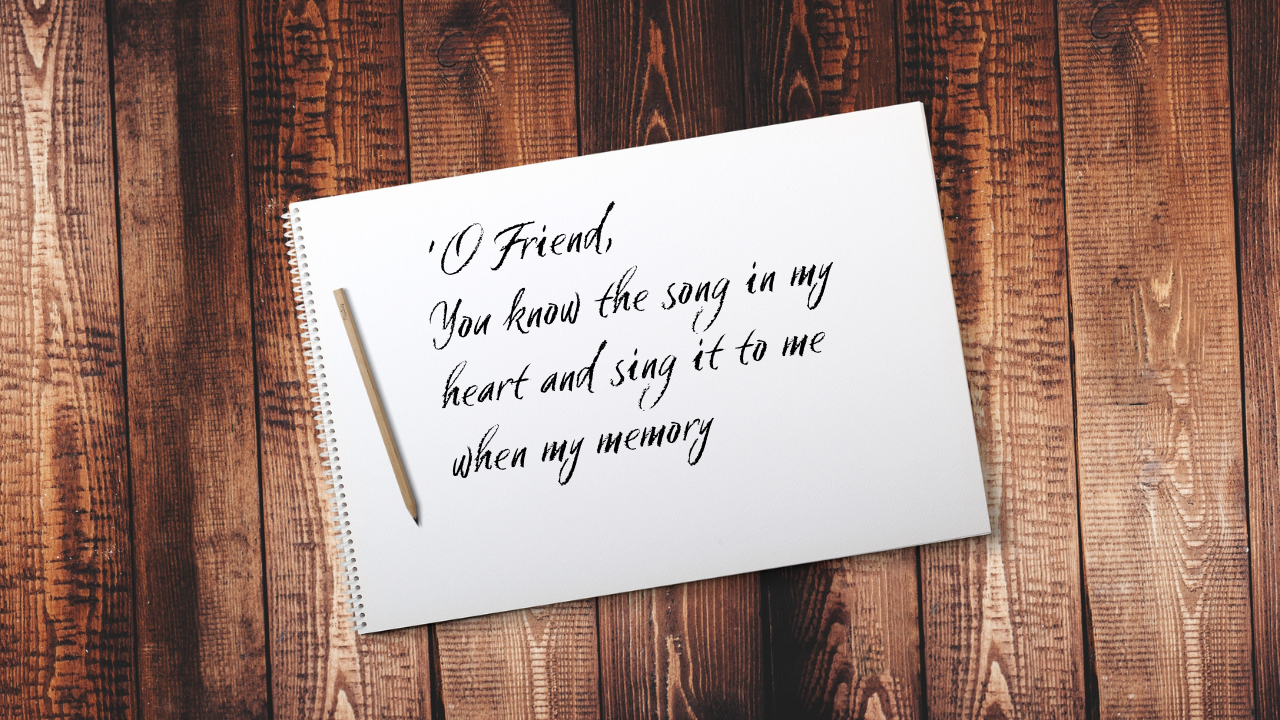 'O Friend,
You know the song in my
heart and sing it to me
when my memory